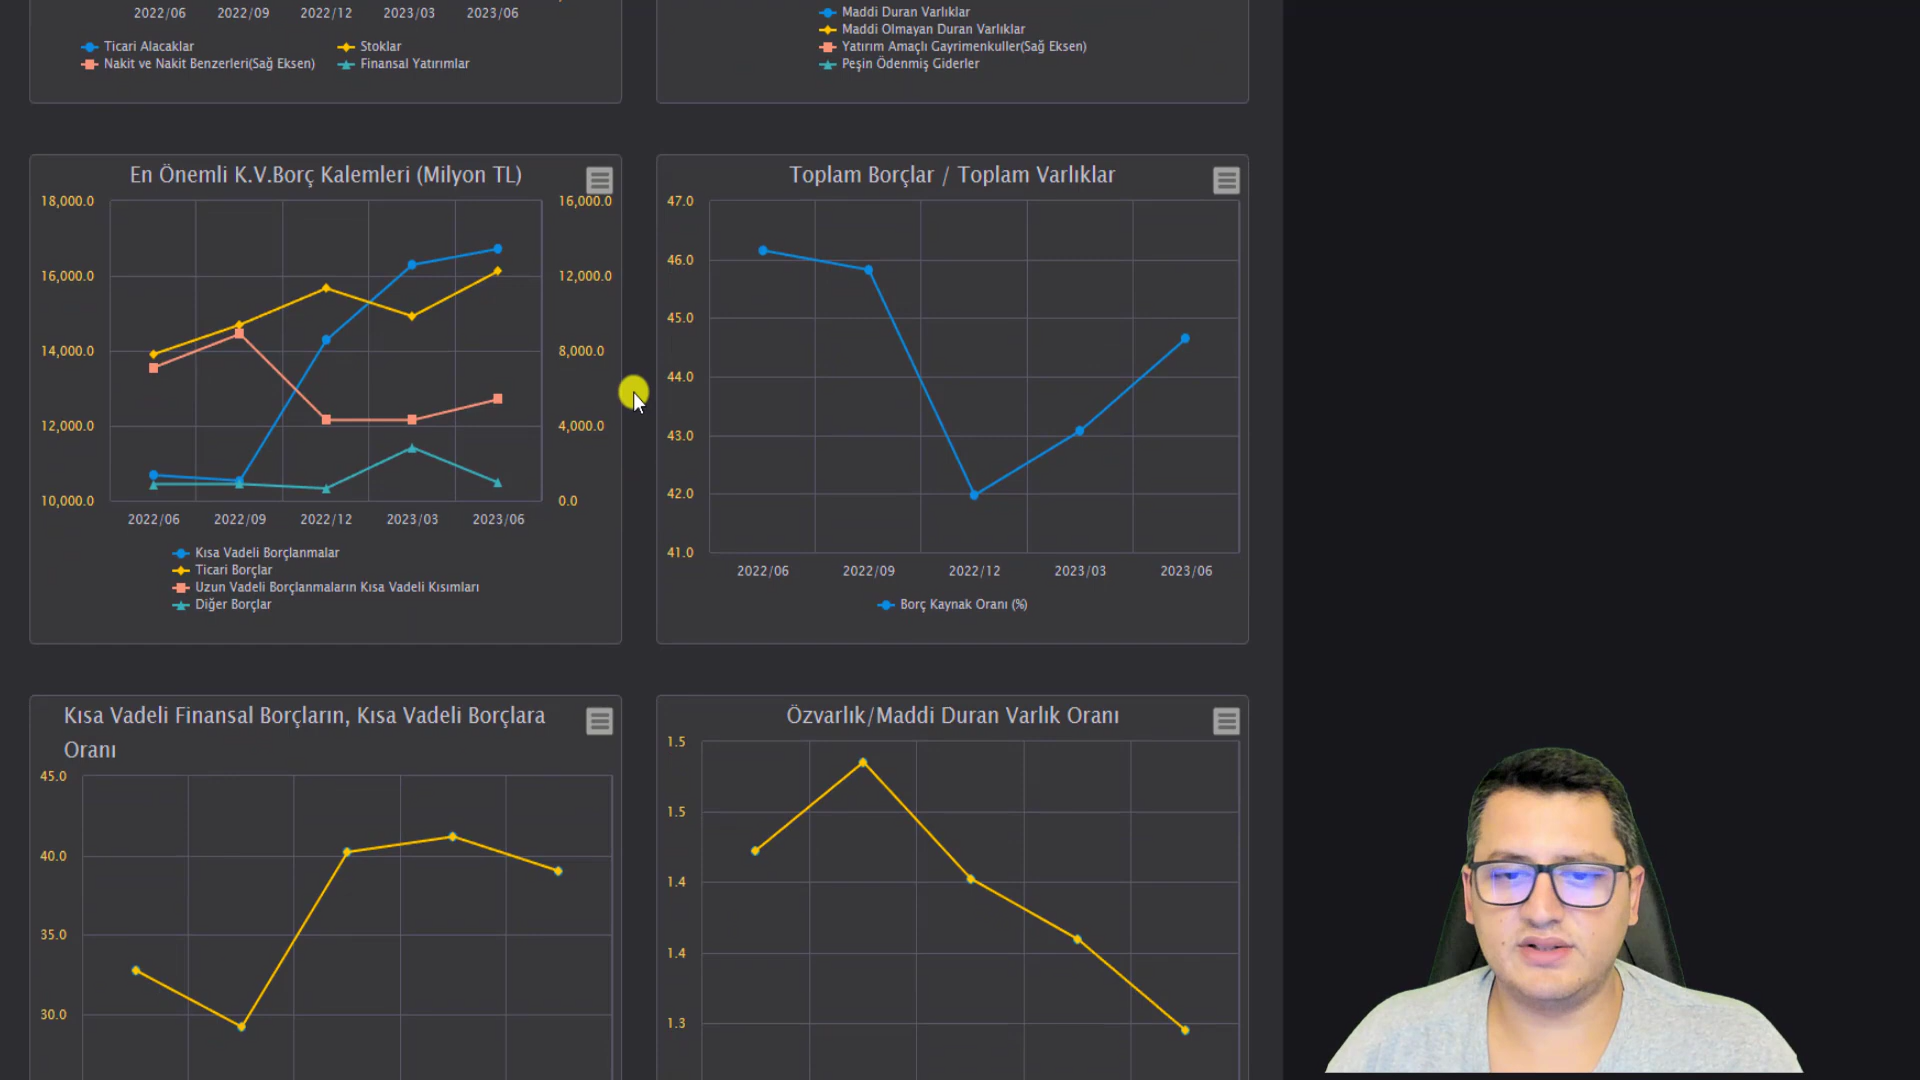 2022/06 2022/09 2022/12 2023/03 2023/06
Ticari Alacaklar
Stoklar
Nakit ve Nakit Benzerleri(Sağ Eksen)
Finansal Yatırımlar
Maddi Duran Varlıklar
Maddi Olmayan Duran Varlıklar
Yatırım Amaçlı Gayrimenkuller(Sağ Eksen)
Peşin Ödenmiş Giderler
En Önemli K.V.Borç Kalemleri (Milyon TL)
18,000.0
16,000.0
14,000.0
12,000.0
10,000.0
16,000.0
12,000.0
8,000.0
4,000.0
0.0
2022/06 2022/09 2022/12 2023/03 2023/06
Kısa Vadeli Borçlanmalar
Ticari Borçlar
Uzun Vadeli Borçlanmaların Kısa Vadeli Kısımları
Diğer Borçlar
Toplam Borçlar / Toplam Varlıklar
47.0
46.0
45.0
44.0
43.0
42.0
41.0
2022/06 2022/09 2022/12 2023/03 2023/06
Borç Kaynak Oranı (%)
Kısa Vadeli Finansal Borçların, Kısa Vadeli Borçlara
Oranı
45.0
40.0
35.0
30.0
Özvarlık/Maddi Duran Varlık Oranı
1.5
1.5
1.4
1.4
1.3